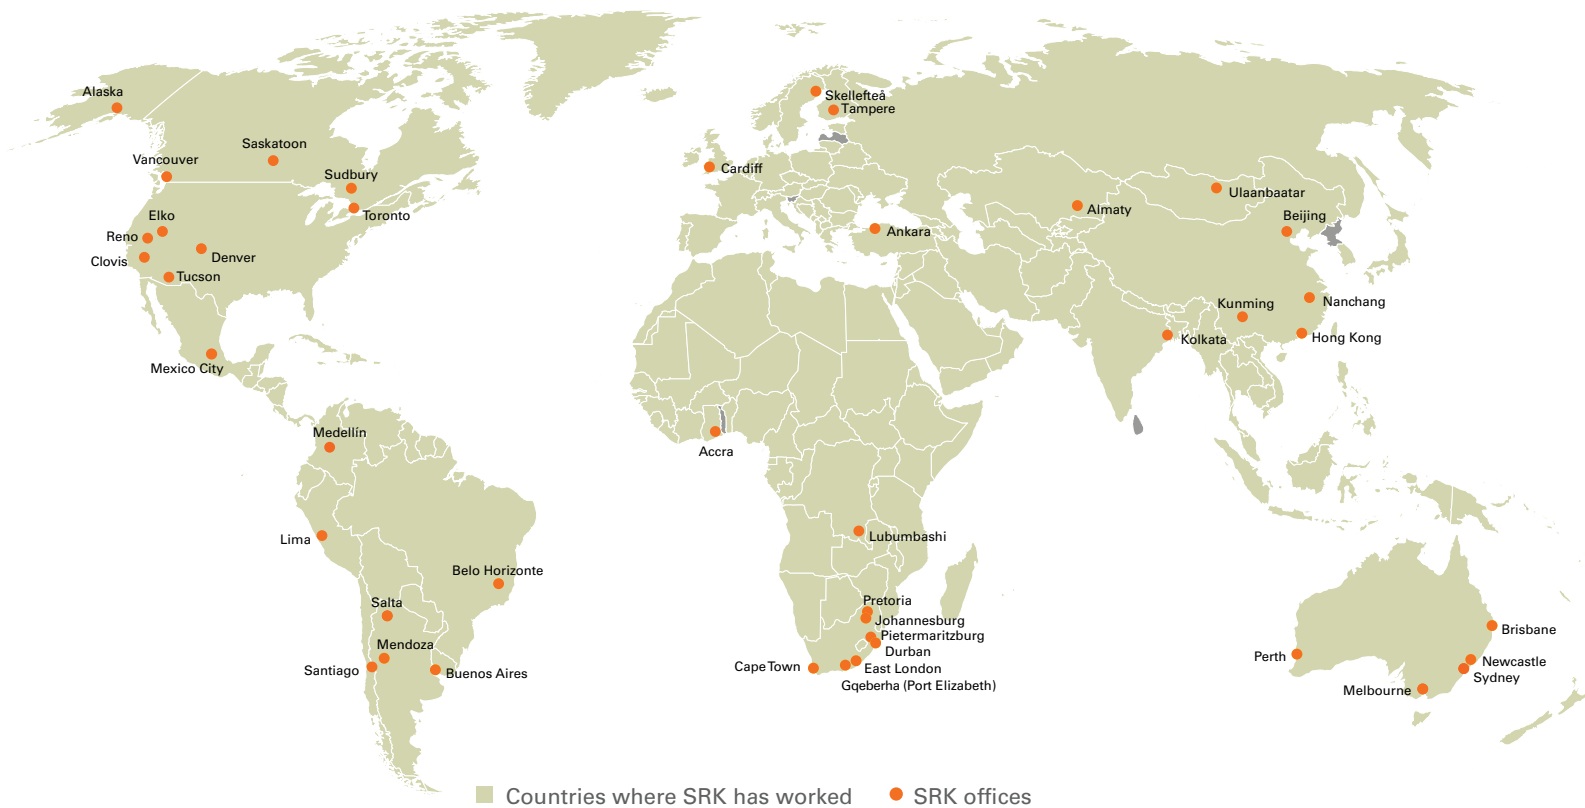 Alaska
Saskatoon
Vancouver
Sudbury
Toronto
Elko
Reno
Clovis
Denver
Tucson
Mexico City
Medellín
Lima
Belo Horizonte
Salta
Mendoza
Santiago
Buenos Aires
Skellefteå
Tampere
Cardiff
Ankara
Accra
Lubumbashi
Pretoria
Johannesburg
Pietermaritzburg
Durban
Cape Town
East London
Gqeberha (Port Elizabeth)
Almaty
Ulaanbaatar
Beijing
Nanchang
Kunming
Kolkata
Hong Kong
Brisbane
Perth
Newcastle
Sydney
Melbourne
Countries where SRK has worked
SRK offices